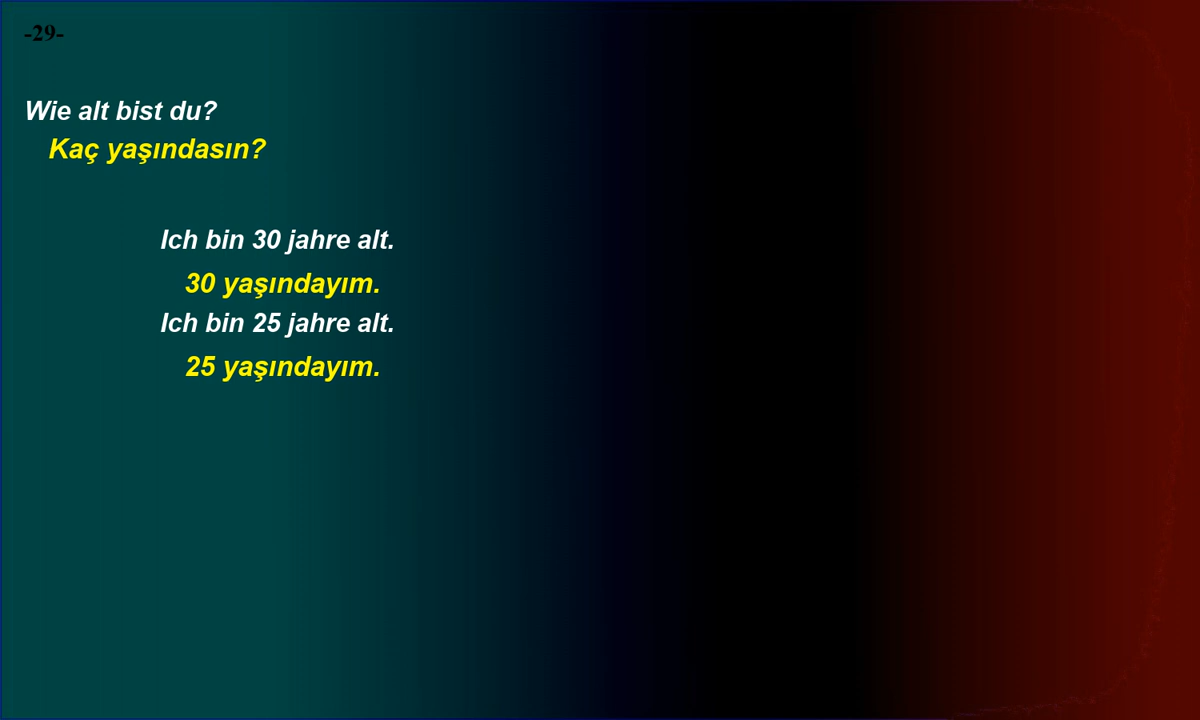 -29-
Wie alt bist du?
Kaç yaşındasın?
Ich bin 30 jahre alt.
30 yaşındayım.
Ich bin 25 jahre alt.
25 yaşındayım.